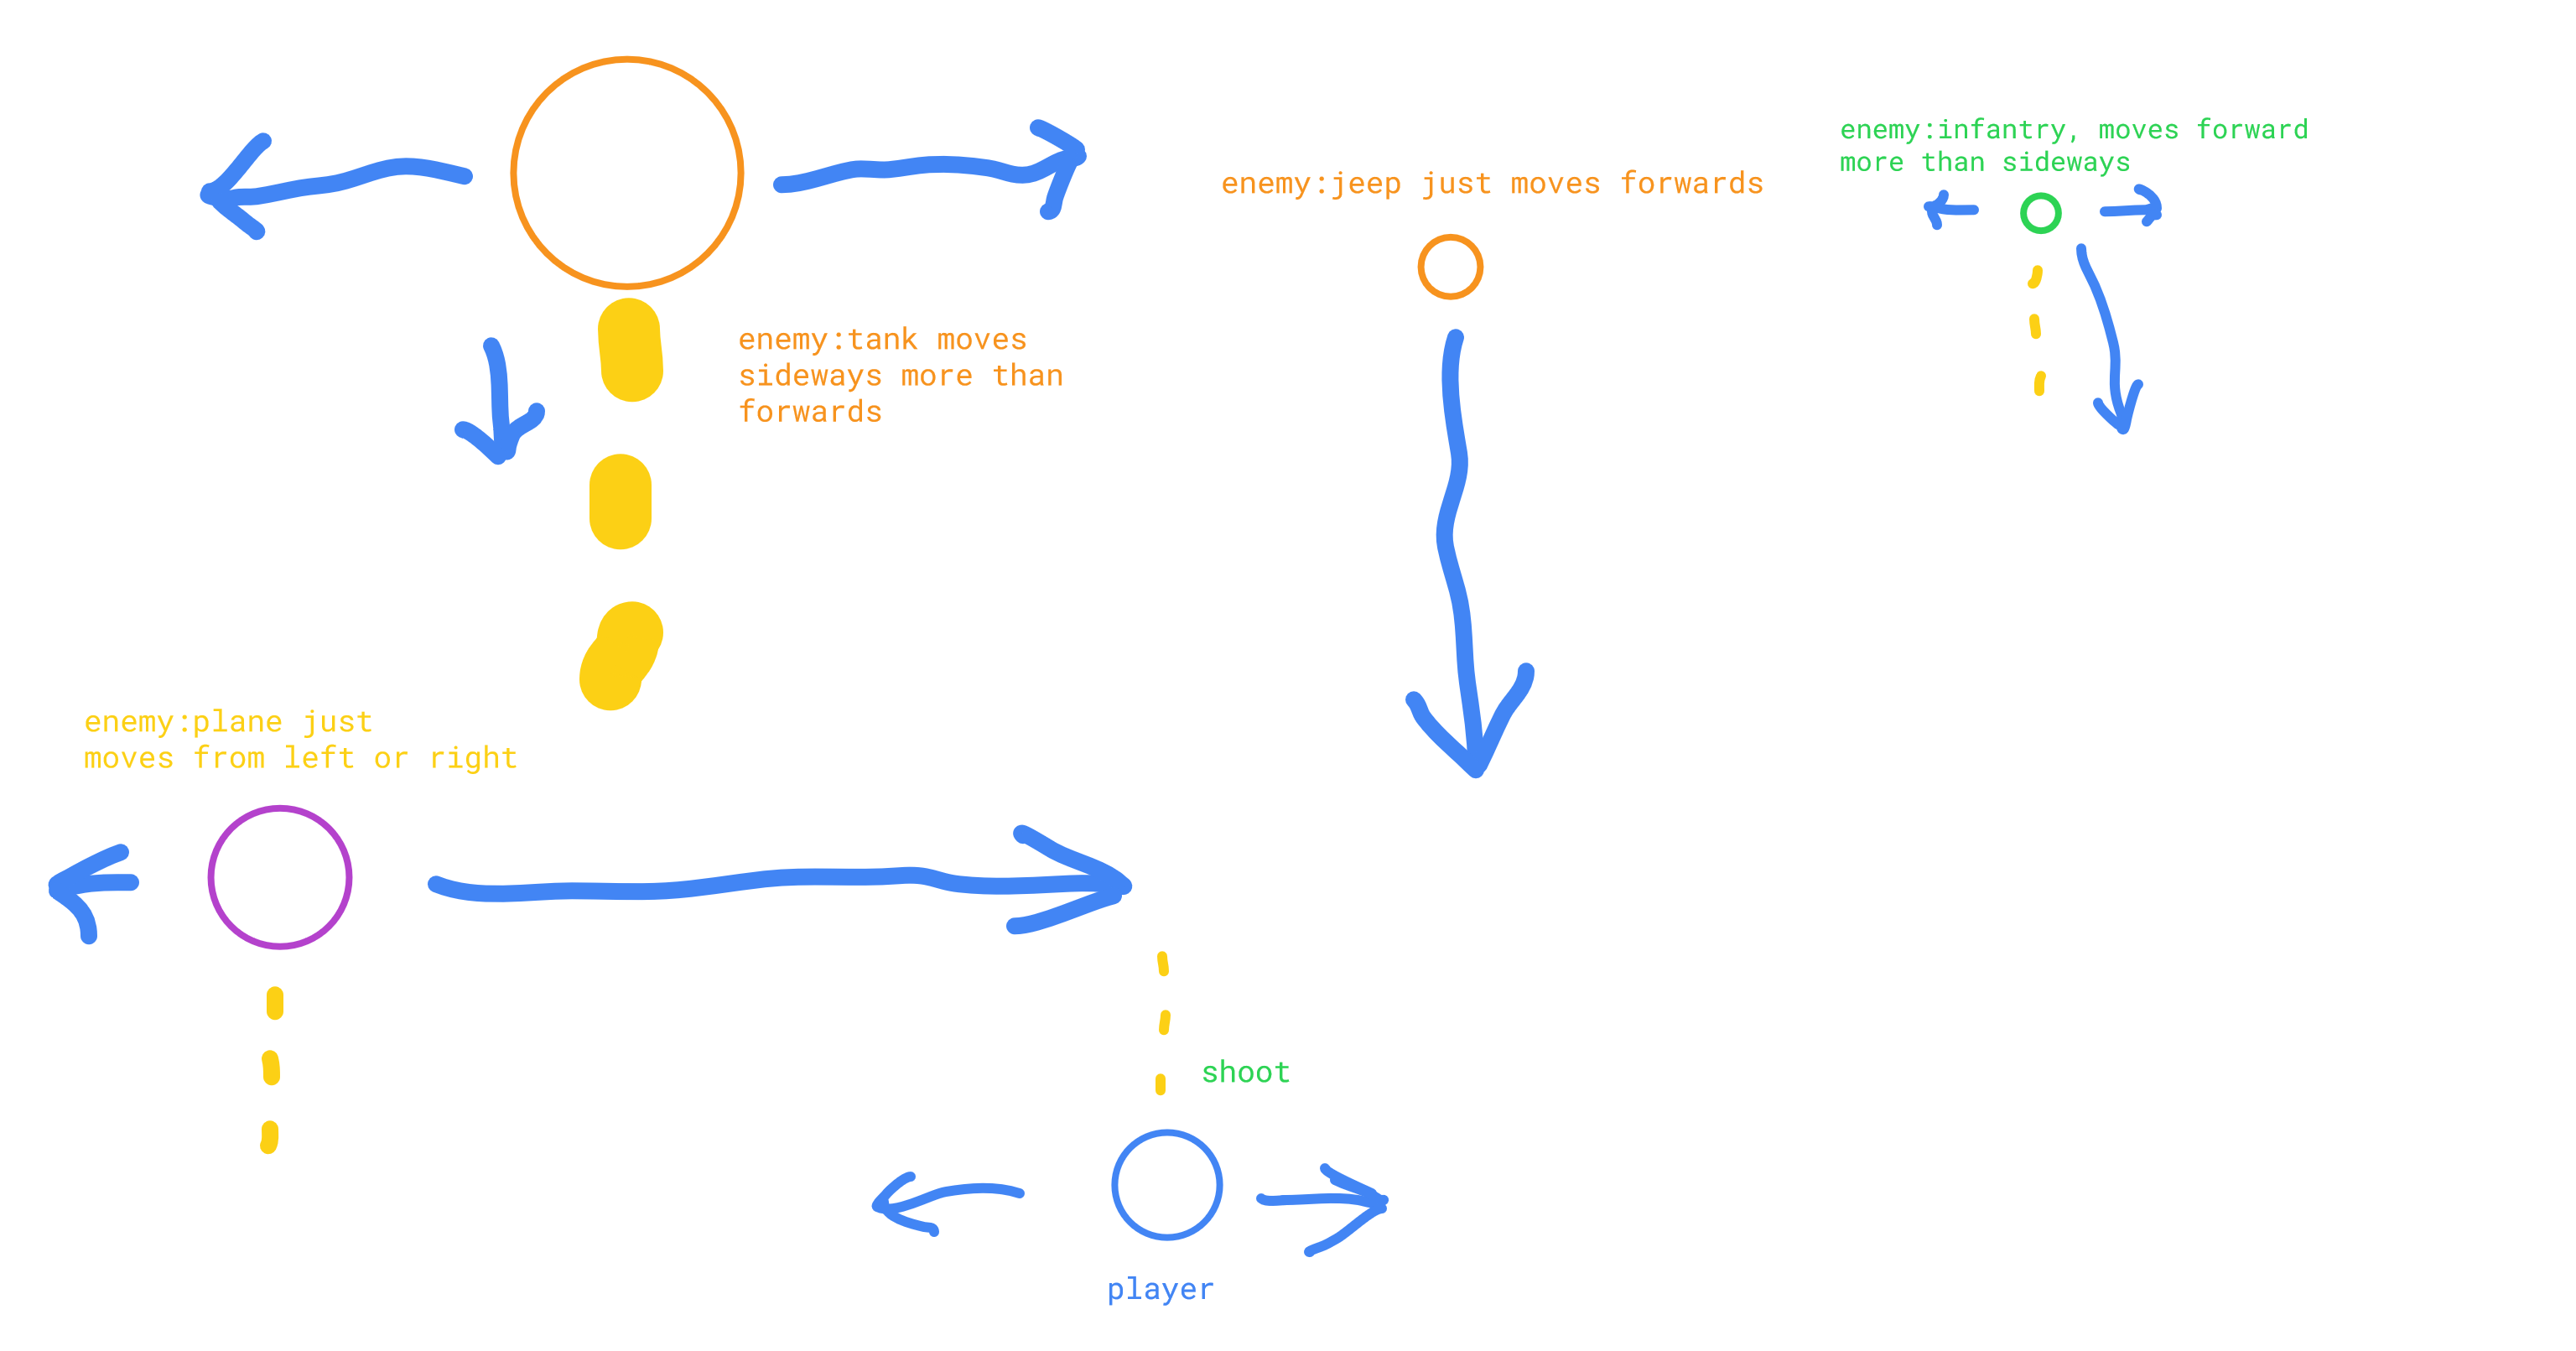 enemy:infantry, moves forward
more than sideways
enemy:jeep just moves forwards
enemy:tank moves
sideways more than
forwards
enemy:plane just
moves from left or right
shoot
player